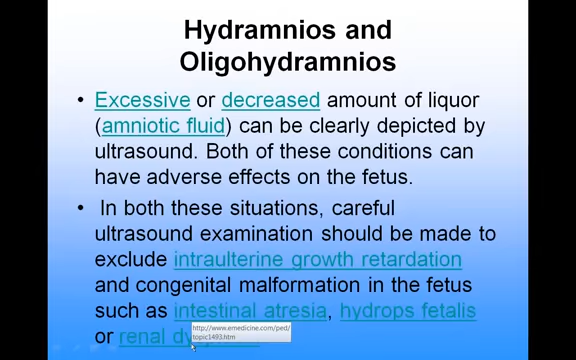 Hydramnios and
Oligohydramnios
• Excessive or decreased amount of liquor
(amniotic fluid) can be clearly depicted by
ultrasound. Both of these conditions can
have adverse effects on the fetus.
• In both these situations, careful
ultrasound examination should be made to
exclude intrauterine growth retardation
and congenital malformation in the fetus
such as intestinal atresia, hydrops fetalis
or renal
http://www.emedicine.com/ped/
topic1493.htm